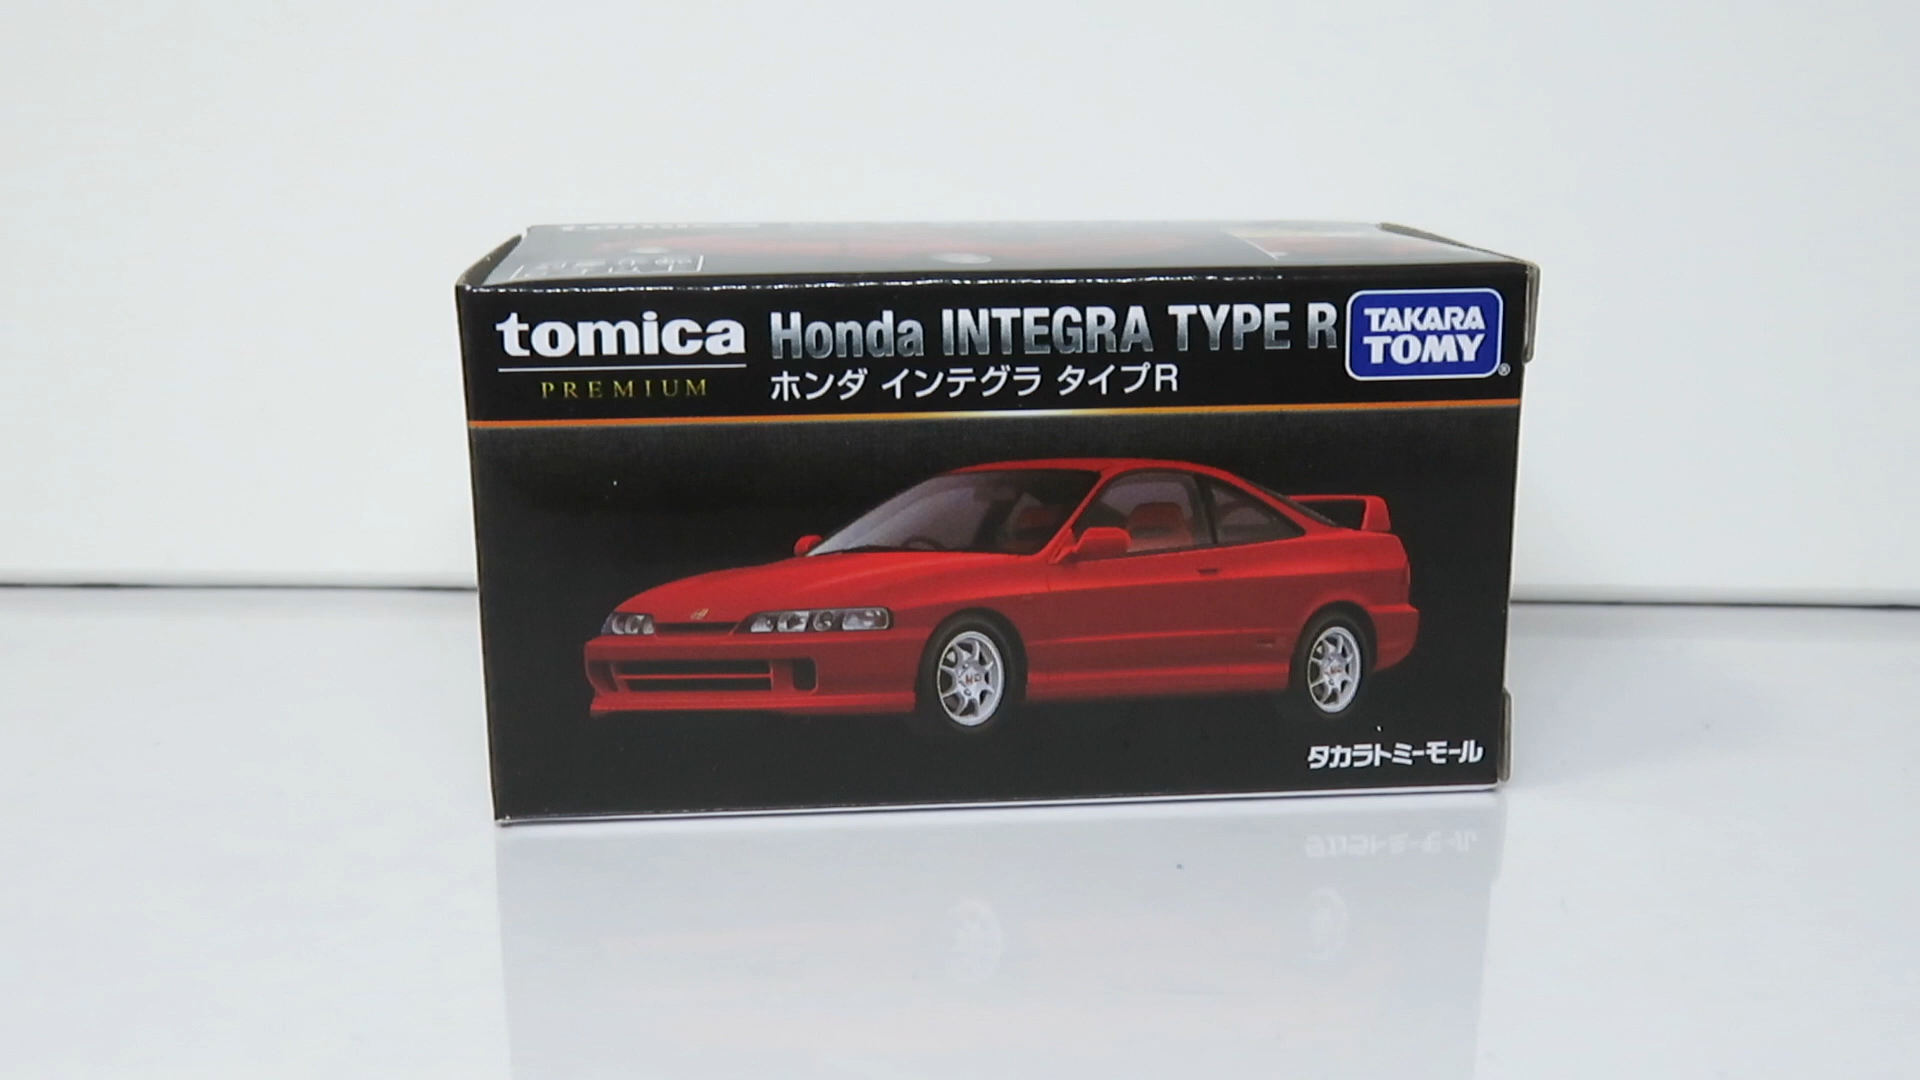 tomica
PREMIUM
Honda INTEGRA TYPE R
ホンダ インテグラ タイプR
TAKARA
TOMY®
タカラトミーモール